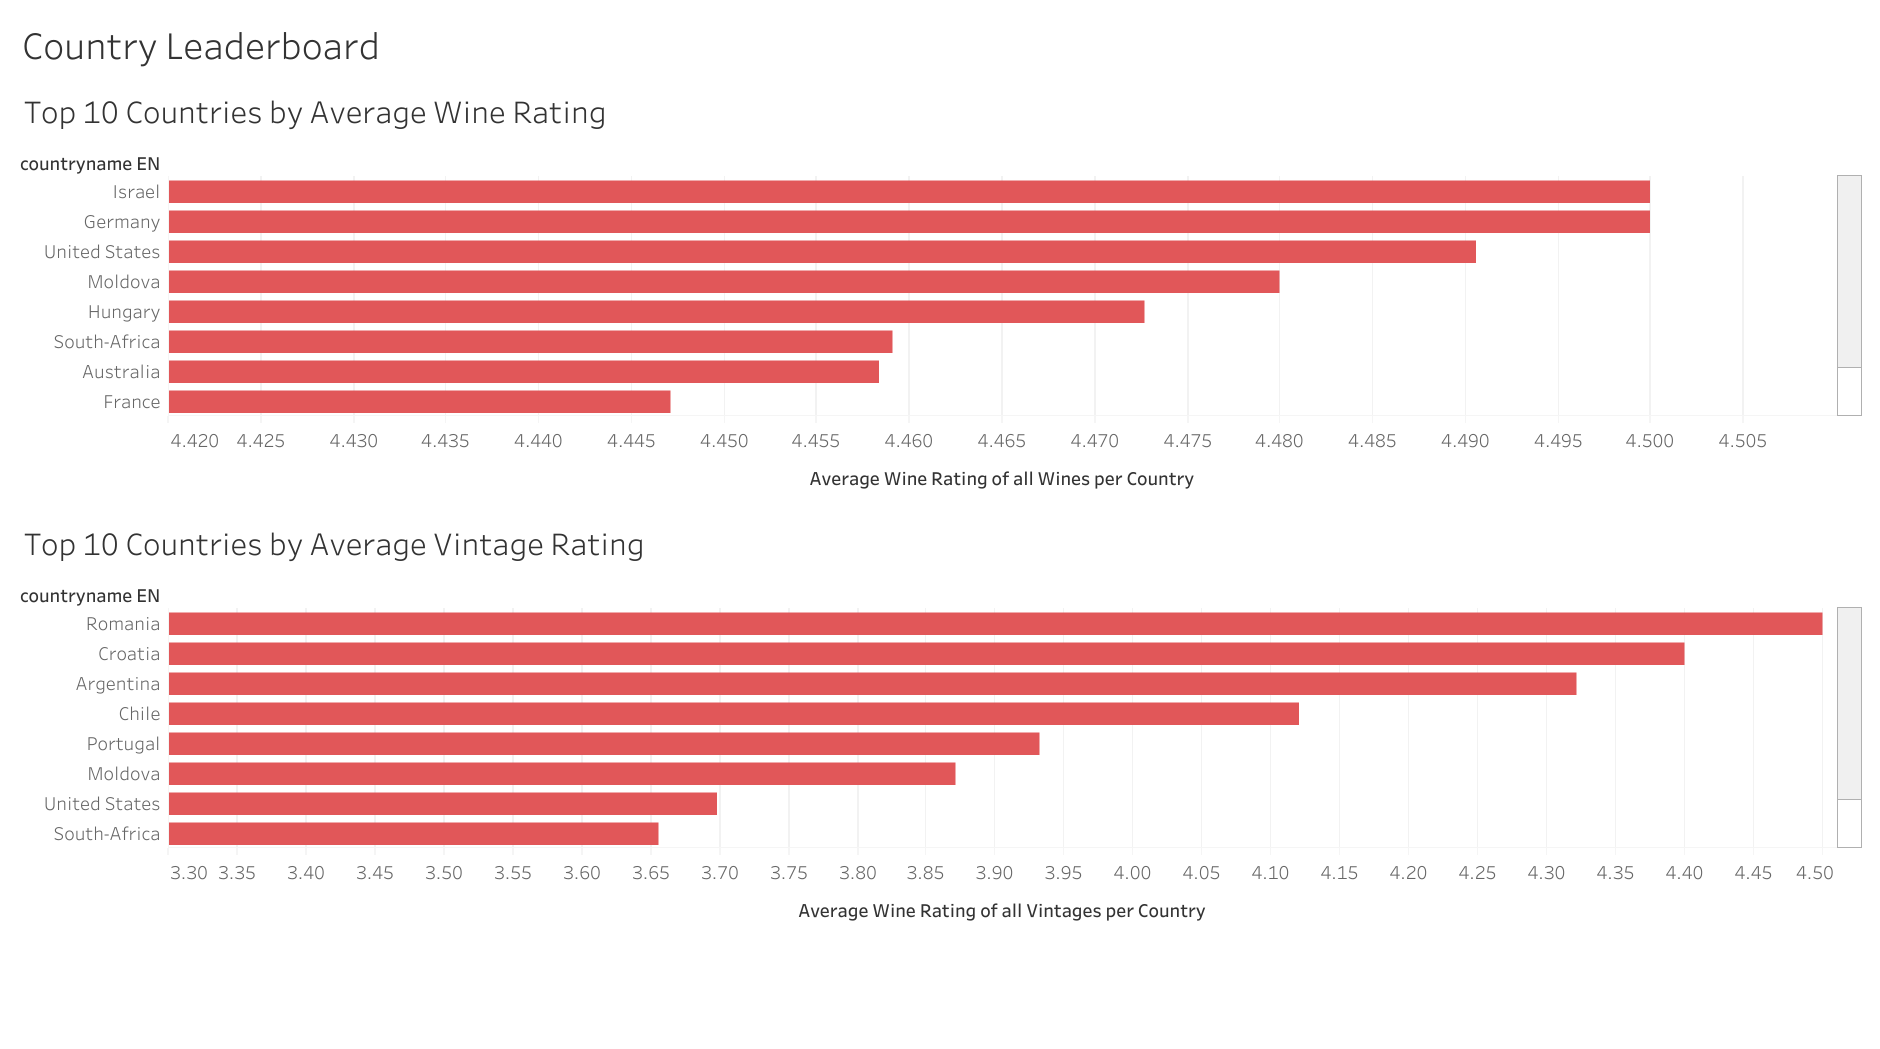 Country Leaderboard
Top 10 Countries by Average Wine Rating
countryname EN
Israel
Germany
United States
Moldova
Hungary
South-Africa
Australia
France
4.420 4.425 4.430 4.435 4.440 4.445 4.450 4.455 4.460 4.465 4.470 4.475 4.480 4.485 4.490 4.495 4.500 4.505
Average Wine Rating of all Wines per Country
Top 10 Countries by Average Vintage Rating
countryname EN
Romania
Croatia
Argentina
Chile
Portugal
Moldova
United States
South-Africa
3.30 3.35 3.40 3.45 3.50 3.55 3.60 3.65 3.70 3.75 3.80 3.85 3.90 3.95 4.00 4.05 4.10 4.15 4.20 4.25 4.30 4.35 4.40 4.45 4.50
Average Wine Rating of all Vintages per Country